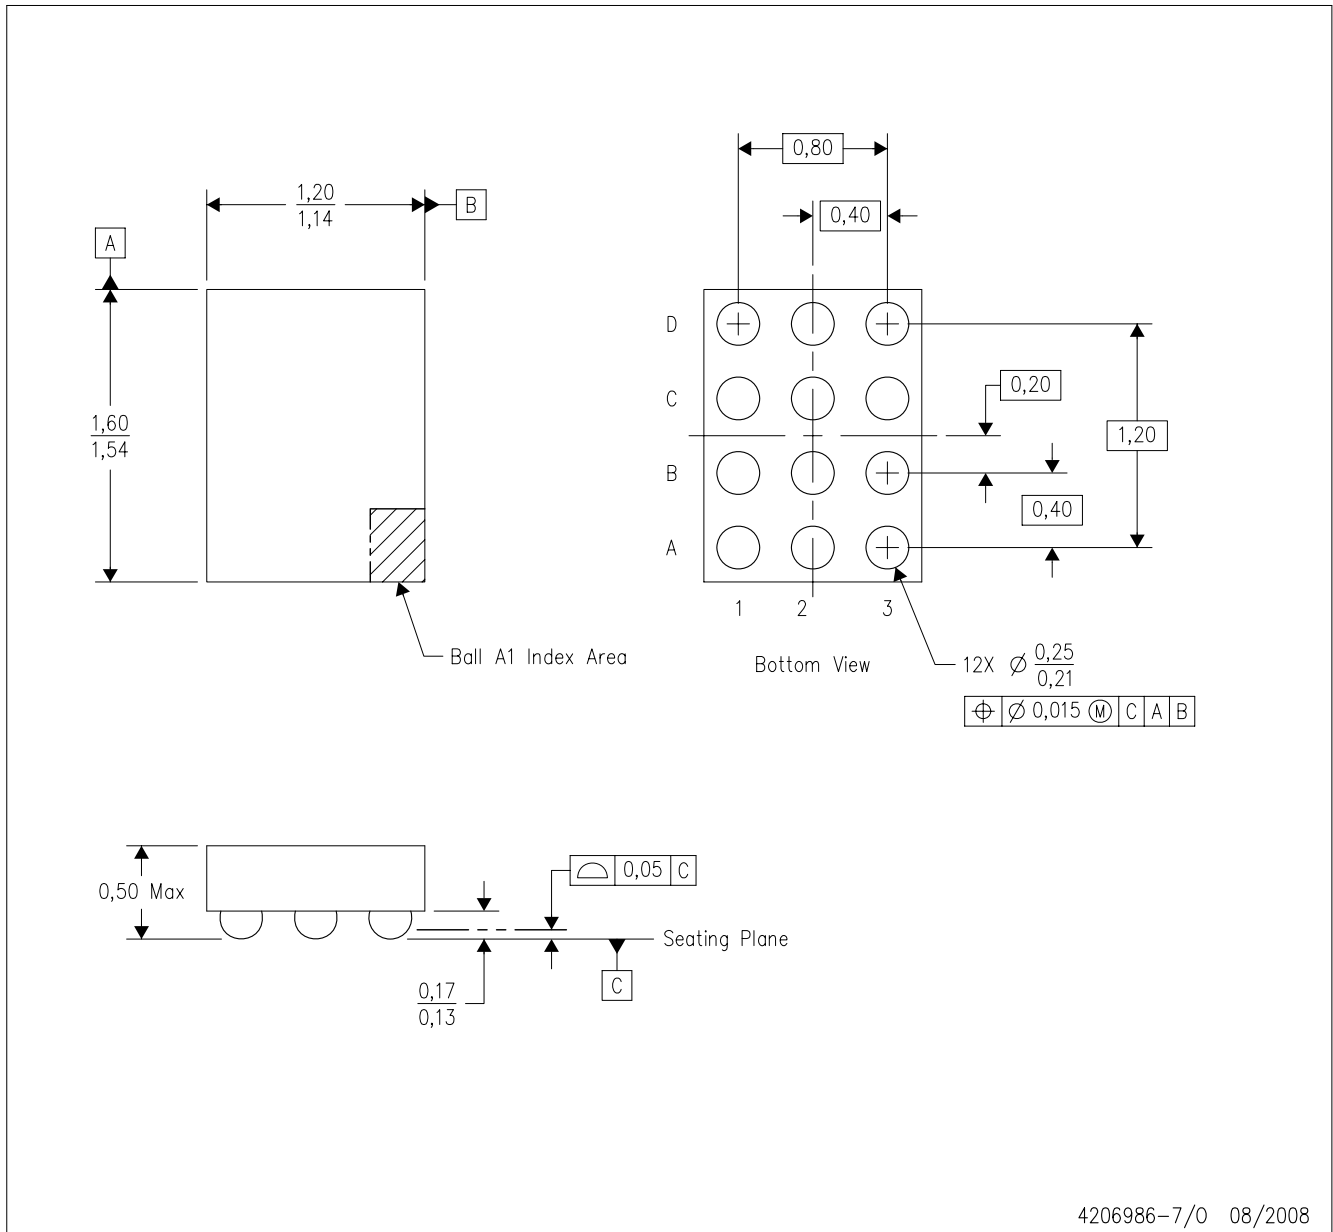 0,80
0,40
1,20
1,14
B
A
1,60
1,54
D
C
B
A
0,20
1,20
0,40
1 2 3
Ball A1 Index Area
Bottom View
12X Ø 0,25
0,21
⌖ Ø 0,015 Ⓜ C A B
0,50 Max
⌓ 0,05 C
Seating Plane
C
0,17
0,13
4206986-7/O 08/2008